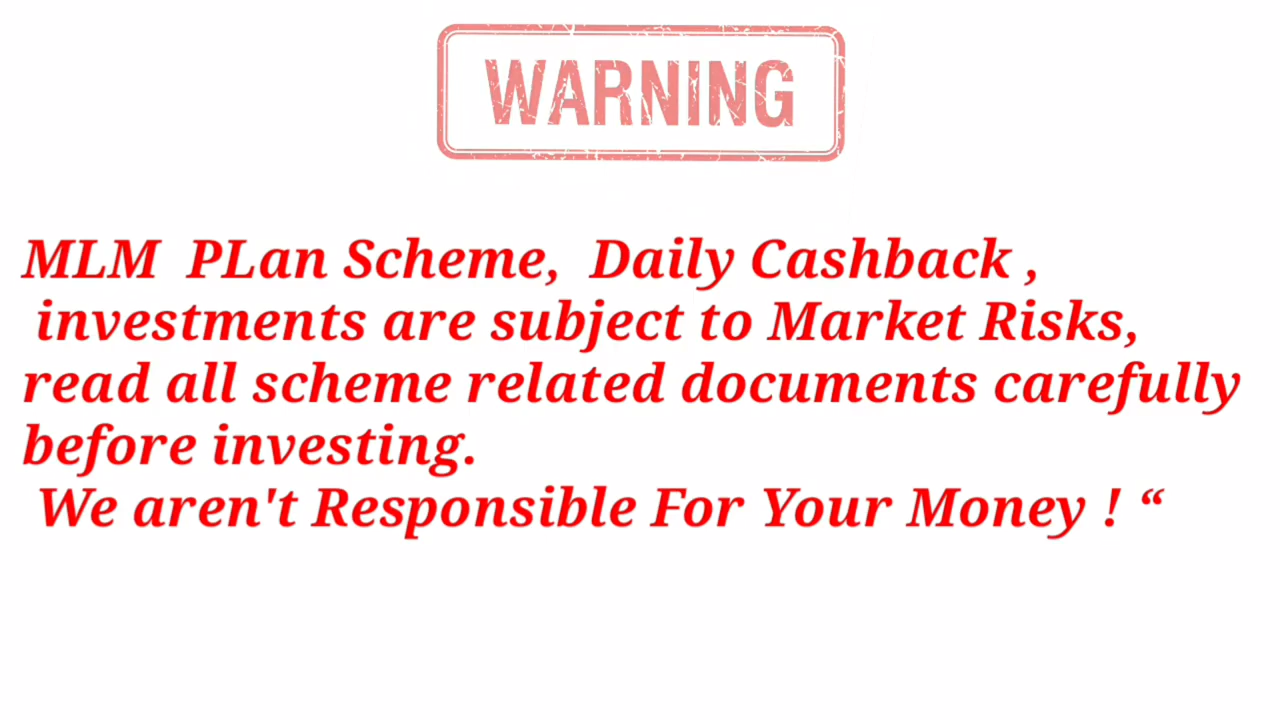 WARNING
MLM PLan Scheme, Daily Cashback ,
investments are subject to Market Risks,
read all scheme related documents carefully
before investing.
We aren't Responsible For Your Money ! “